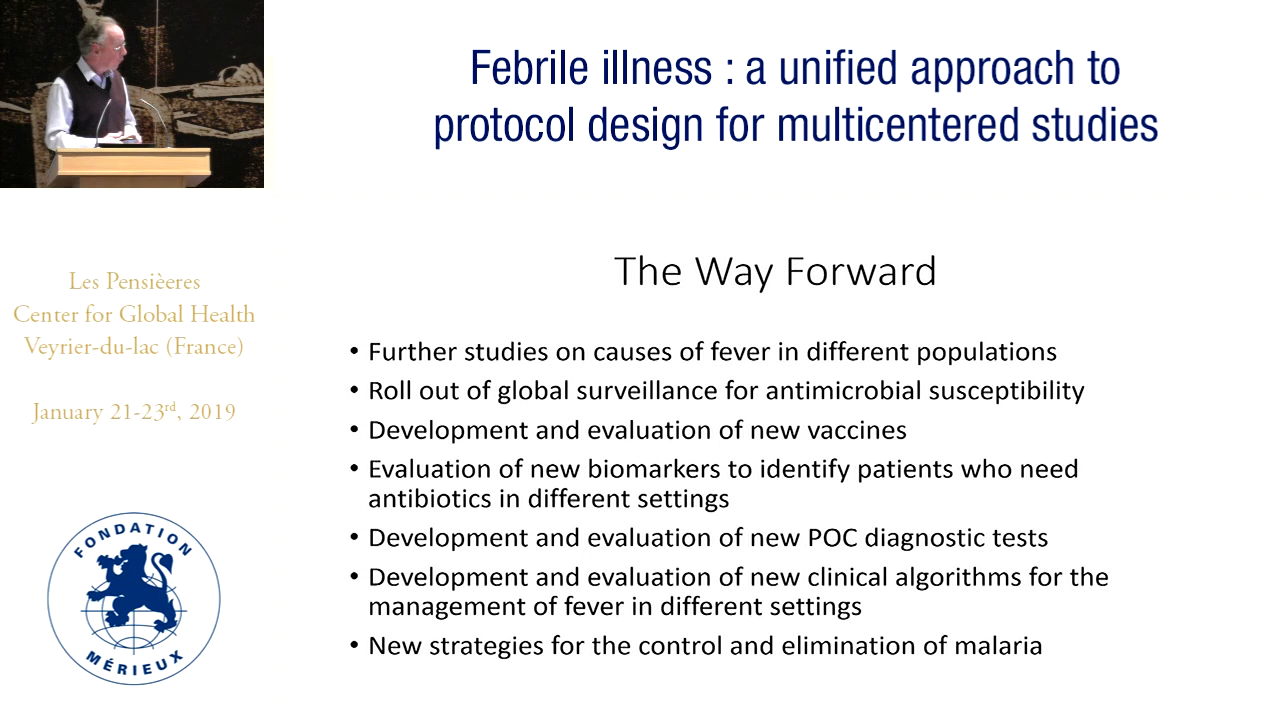 Febrile illness : a unified approach to
protocol design for multicentered studies
Les Pensièeres
Center for Global Health
Veyrier-du-lac (France)
January 21-23rd, 2019
FONDATION
MÉRIEUX
The Way Forward
• Further studies on causes of fever in different populations
• Roll out of global surveillance for antimicrobial susceptibility
• Development and evaluation of new vaccines
• Evaluation of new biomarkers to identify patients who need
antibiotics in different settings
• Development and evaluation of new POC diagnostic tests
• Development and evaluation of new clinical algorithms for the
management of fever in different settings
• New strategies for the control and elimination of malaria